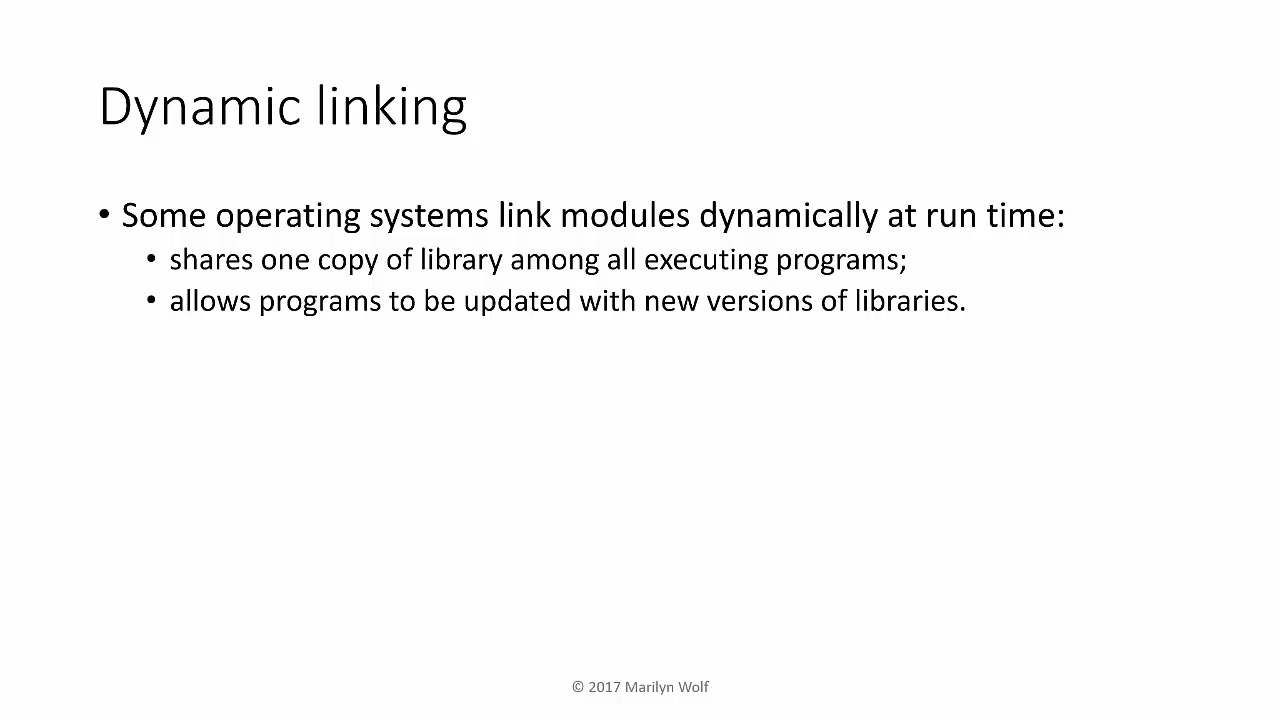 Dynamic linking
• Some operating systems link modules dynamically at run time:
• shares one copy of library among all executing programs;
• allows programs to be updated with new versions of libraries.
© 2017 Marilyn Wolf